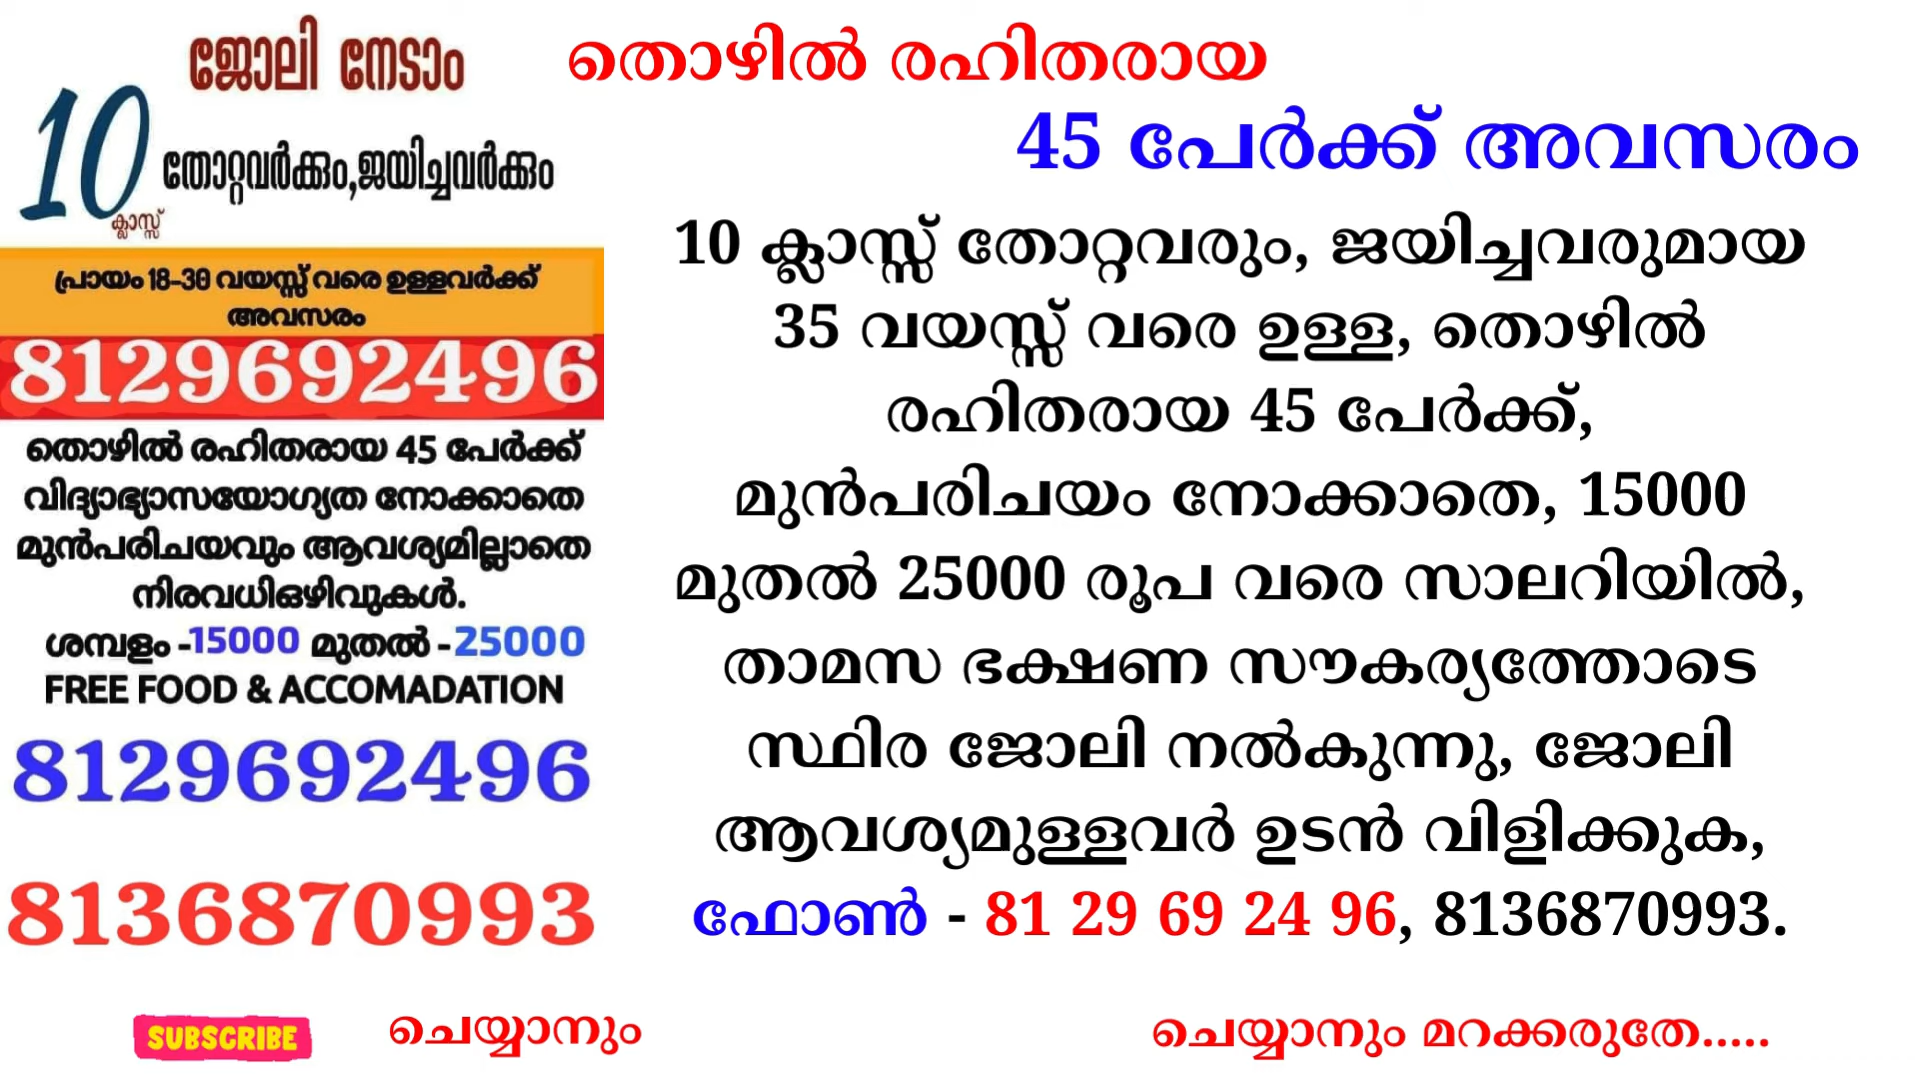 ജോലി നേടാം
10
ക്ലാസ്സ്
തോറ്റവർക്കും,ജയിച്ചവർക്കും
പ്രായം 18-30 വയസ്സ് വരെ ഉള്ളവർക്ക്
അവസരം
8129692496
തൊഴിൽ രഹിതരായ 45 പേർക്ക്
വിദ്യാഭ്യാസയോഗ്യത നോക്കാതെ
മുൻപരിചയവും ആവശ്യമില്ലാതെ
നിരവധിഒഴിവുകൾ.
ശമ്പളം -15000 മുതൽ -25000
FREE FOOD & ACCOMADATION
8129692496
8136870993
തൊഴിൽ രഹിതരായ
45 പേർക്ക് അവസരം
10 ക്ലാസ്സ് തോറ്റവരും, ജയിച്ചവരുമായ
35 വയസ്സ് വരെ ഉള്ള, തൊഴിൽ
രഹിതരായ 45 പേർക്ക്,
മുൻപരിചയം നോക്കാതെ, 15000
മുതൽ 25000 രൂപ വരെ സാലറിയിൽ,
താമസ ഭക്ഷണ സൗകര്യത്തോടെ
സ്ഥിര ജോലി നൽകുന്നു, ജോലി
ആവശ്യമുള്ളവർ ഉടൻ വിളിക്കുക,
ഫോൺ - 81 29 69 24 96, 8136870993.
SUBSCRIBE ചെയ്യാനും ചെയ്യാനും മറക്കരുതേ.....